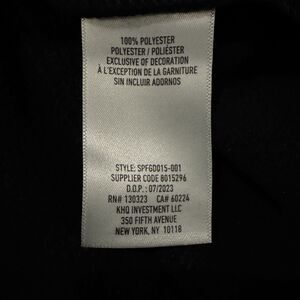 100% POLYESTER
POLYESTER / POLIÉSTER
EXCLUSIVE OF DECORATION
À L'EXCEPTION DE LA GARNITURE
SIN INCLUIR ADORNOS
STYLE: SPFGD015-001
SUPPLIER CODE 8015296
D.O.P.: 07/2023
RN# 130323 CA# 60224
KHQ INVESTMENT LLC
350 FIFTH AVENUE
NEW YORK, NY 10118